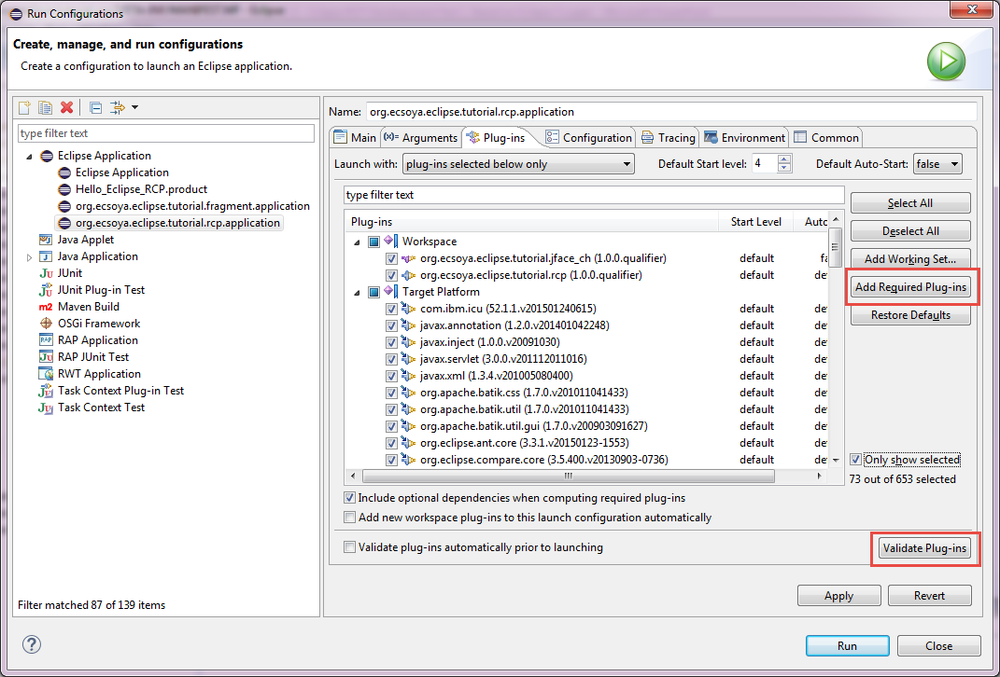 Run Configurations
Create, manage, and run configurations
Create a configuration to launch an Eclipse application.
type filter text
Eclipse Application
Eclipse Application
Hello_Eclipse_RCP.product
org.ecsoya.eclipse.tutorial.fragment.application
org.ecsoya.eclipse.tutorial.rcp.application
Java Applet
Java Application
JUnit
JUnit Plug-in Test
Maven Build
OSGi Framework
RAP Application
RAP JUnit Test
RWT Application
Task Context Plug-in Test
Task Context Test
Filter matched 87 of 139 items
Name: org.ecsoya.eclipse.tutorial.rcp.application
Main Arguments Plug-ins Configuration Tracing Environment Common
Launch with: plug-ins selected below only Default Start level: 4 Default Auto-Start: false
type filter text
Plug-ins Start Level Auto
Workspace
org.ecsoya.eclipse.tutorial.jface_ch (1.0.0.qualifier) default fa
org.ecsoya.eclipse.tutorial.rcp (1.0.0.qualifier) default de
Target Platform
com.ibm.icu (52.1.1.v201501240615) default de
javax.annotation (1.2.0.v201401042248) default de
javax.inject (1.0.0.v20091030) default de
javax.servlet (3.0.0.v201112011016) default de
javax.xml (1.3.4.v201005080400) default de
org.apache.batik.css (1.7.0.v201011041433) default de
org.apache.batik.util (1.7.0.v201011041433) default de
org.apache.batik.util.gui (1.7.0.v200903091627) default de
org.eclipse.ant.core (3.3.1.v20150123-1553) default de
org.eclipse.compare.core (3.5.400.v20130903-0736) default de
Select All
Deselect All
Add Working Set...
Add Required Plug-ins
Restore Defaults
Only show selected
73 out of 653 selected
Include optional dependencies when computing required plug-ins
Add new workspace plug-ins to this launch configuration automatically
Validate plug-ins automatically prior to launching
Validate Plug-ins
Apply Revert
Run Close